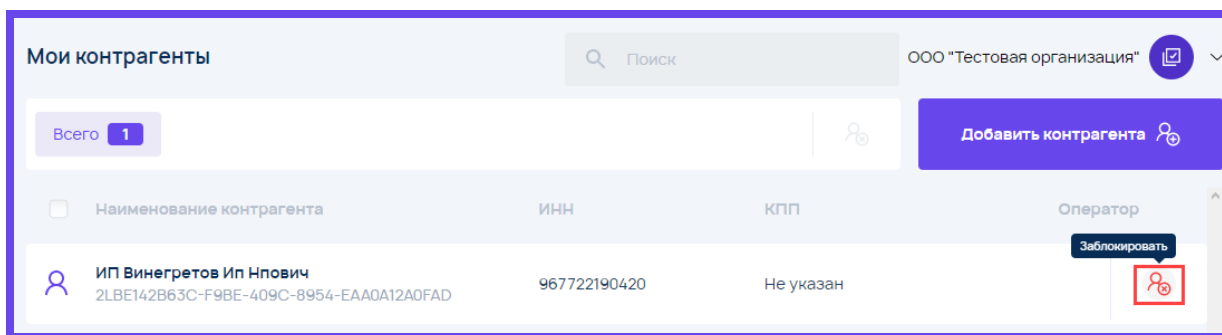 Мои контрагенты
Поиск
ООО "Тестовая организация"
Всего 1
Добавить контрагента
Наименование контрагента ИНН КПП Оператор
Заблокировать
ИП Винегретов Ип Нпович 967722190420 Не указан
2LBE142B63C-F9BE-409C-8954-EAA0A12A0FAD